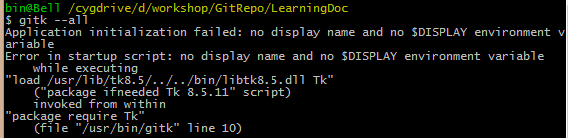 bin@Bell /cygdrive/d/workshop/GitRepo/LearningDoc
@ gitk --all
Application initialization failed: no display name and no $DISPLAY environment v
ariable
Error in startup script: no display name and no $DISPLAY environment variable
    while executing
"load /usr/lib/tk8.5/../../bin/libtk8.5.dll Tk"
    ("package ifneeded Tk 8.5.11" script)
    invoked from within
"package require Tk"
    (file "/usr/bin/gitk" line 10)